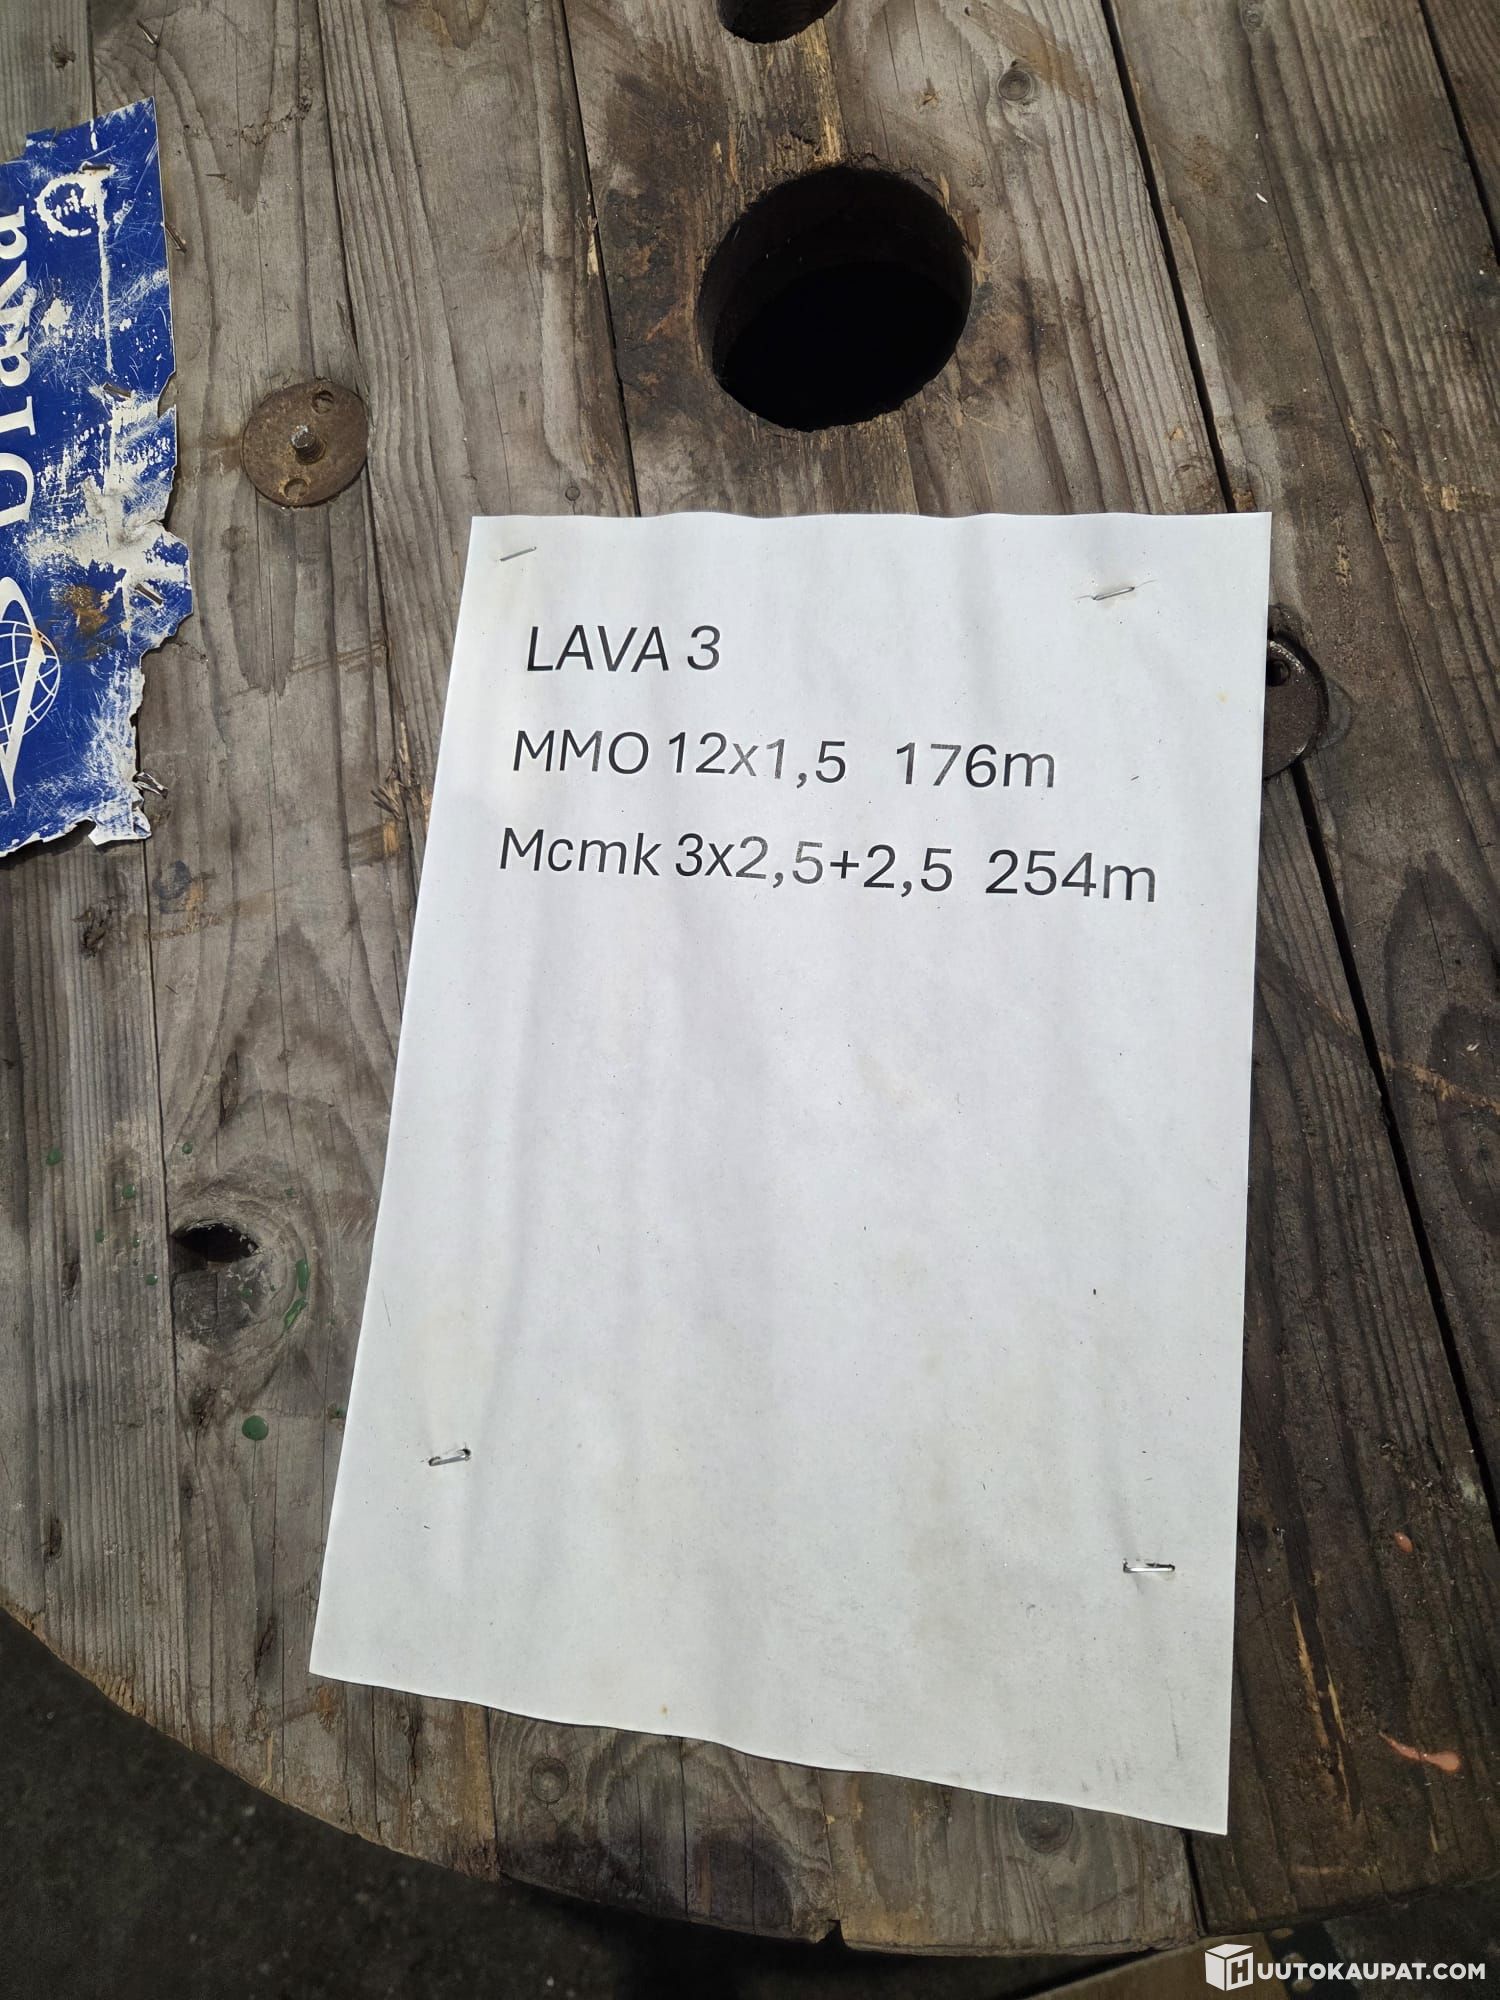 LAVA 3
MMO 12x1,5 176m
Mcmk 3x2,5+2,5 254m
HUUTOKAUPAT.COM